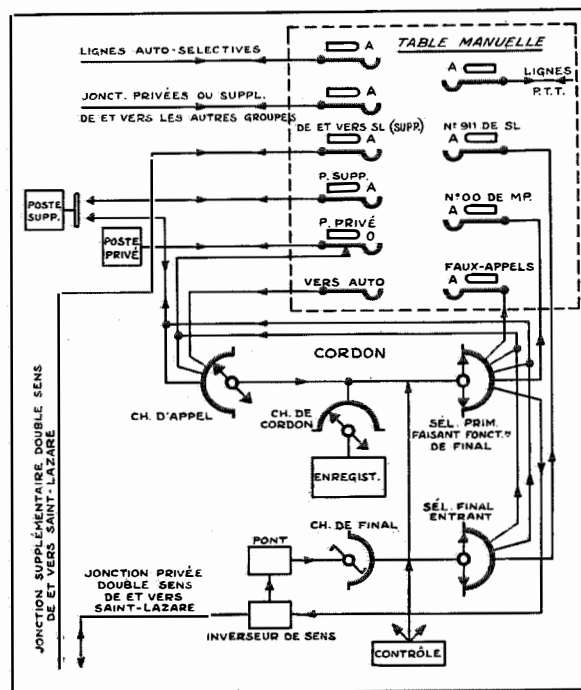 LIGNES AUTO-SELECTIVES
A
TABLE MANUELLE
A
LIGNES
P.T.T.
JONCT. PRIVÉES OU SUPPL.
DE ET VERS LES AUTRES GROUPES
A
DE ET VERS SL (SUPP.)
A
N° 911 DE SL
A
POSTE
SUPP.
P. SUPP.
A
N° 00 DE MP.
A
POSTE
PRIVÉ
P. PRIVÉ
O
VERS AUTO
FAUX-APPELS
A
CORDON
CH. D'APPEL
CH. DE
CORDON
SÉL. PRIM.
FAISANT FONCT.ⁿ
DE FINAL
ENREGIST.
SÉL. FINAL
ENTRANT
CH. DE FINAL
PONT
JONCTION PRIVÉE
DOUBLE SENS
DE ET VERS
SAINT-LAZARE
INVERSEUR DE SENS
CONTRÔLE
JONCTION SUPPLÉMENTAIRE DOUBLE SENS
DE ET VERS SAINT-LAZARE